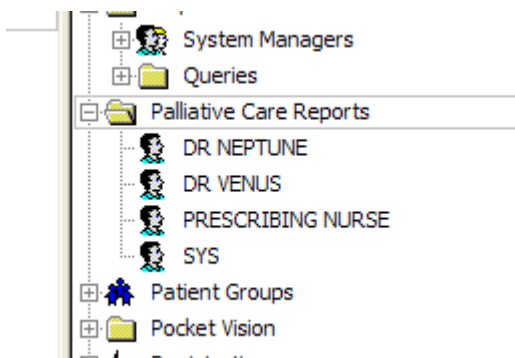 System Managers
Queries
Palliative Care Reports
DR NEPTUNE
DR VENUS
PRESCRIBING NURSE
SYS
Patient Groups
Pocket Vision